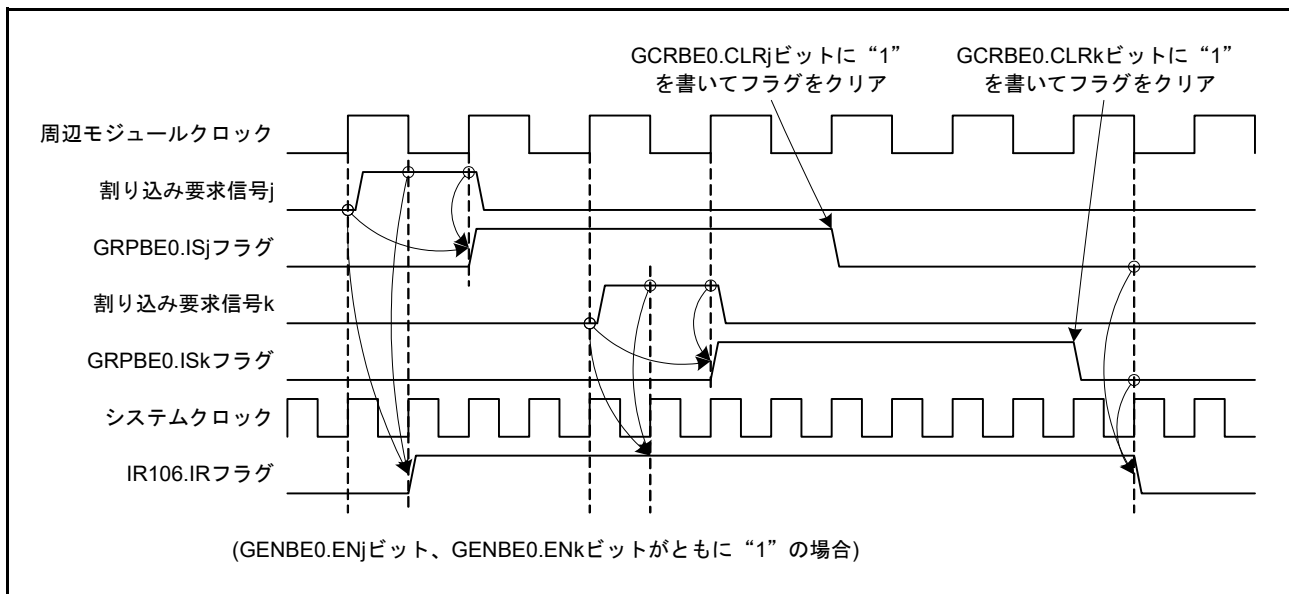 GCRBE0.CLRjビットに“1”
を書いてフラグをクリア
GCRBE0.CLRkビットに“1”
を書いてフラグをクリア
周辺モジュールクロック
割り込み要求信号j
GRPBE0.ISjフラグ
割り込み要求信号k
GRPBE0.ISkフラグ
システムクロック
IR106.IRフラグ
(GENBE0.ENjビット、GENBE0.ENkビットがともに“1”の場合)